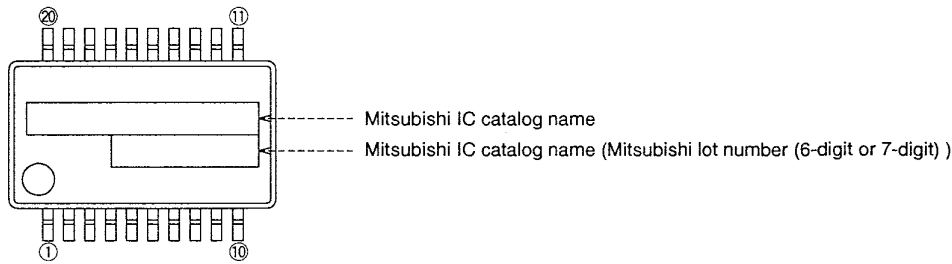 ⑳ ⑪
Mitsubishi IC catalog name
Mitsubishi IC catalog name (Mitsubishi lot number (6-digit or 7-digit) )
① ⑩